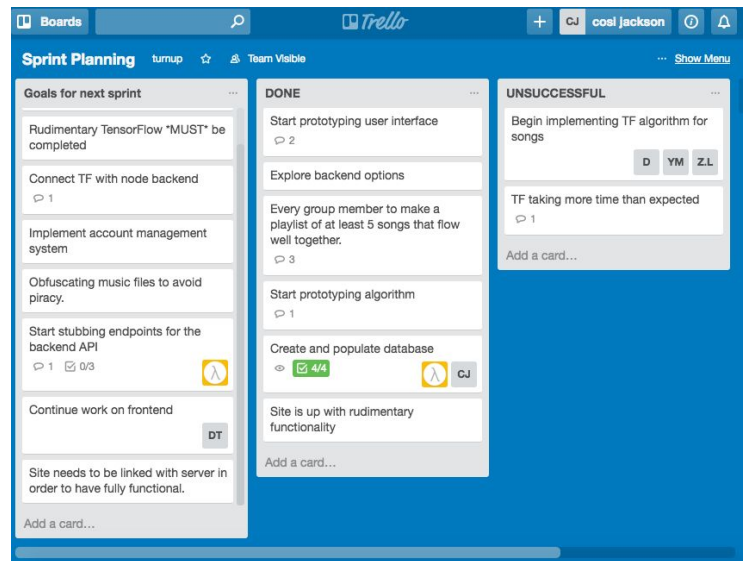 Boards
Trello
+
CJ cosi jackson
Sprint Planning turnup Team Visible
... Show Menu
Goals for next sprint ...
Rudimentary TensorFlow *MUST* be
completed
Connect TF with node backend
1
Implement account management
system
Obfuscating music files to avoid
piracy.
Start stubbing endpoints for the
backend API
1 0/3
λ
Continue work on frontend
DT
Site needs to be linked with server in
order to have fully functional.
Add a card...
DONE ...
Start prototyping user interface
2
Explore backend options
Every group member to make a
playlist of at least 5 songs that flow
well together.
3
Start prototyping algorithm
1
Create and populate database
4/4
λ CJ
Site is up with rudimentary
functionality
Add a card...
UNSUCCESSFUL ...
Begin implementing TF algorithm for
songs
D YM Z.L
TF taking more time than expected
1
Add a card...